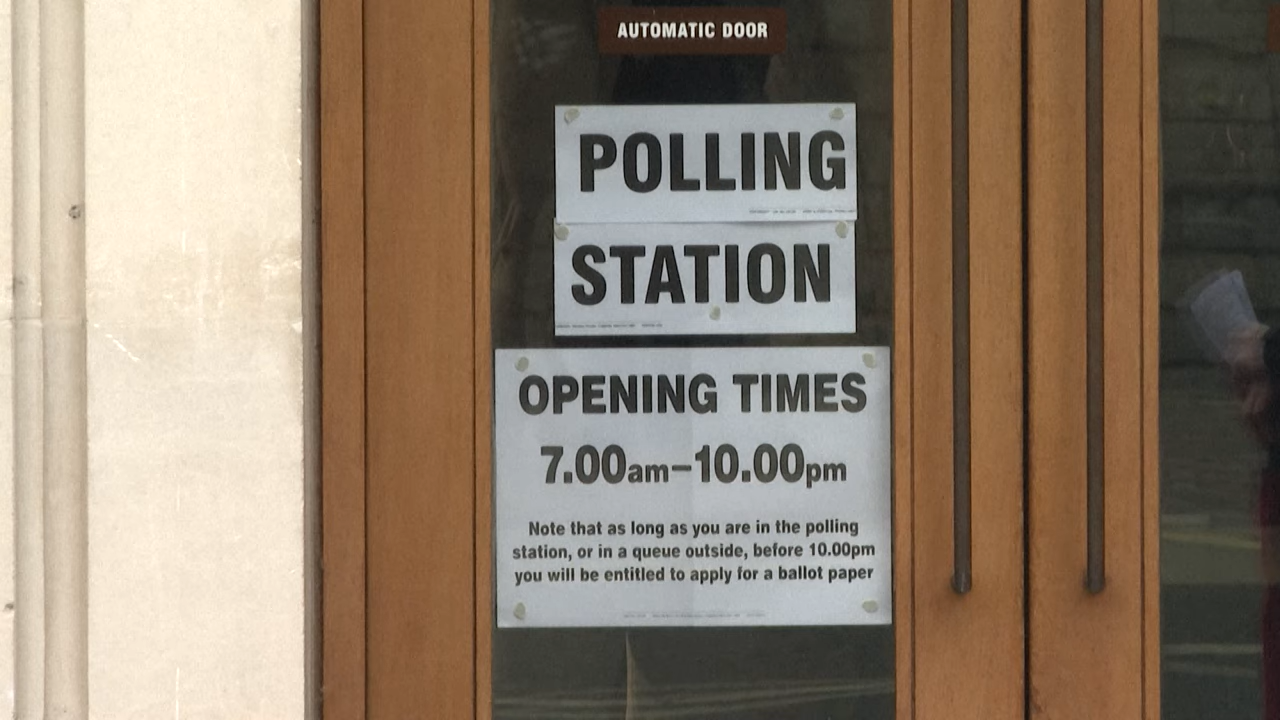 AUTOMATIC DOOR
POLLING
STATION
OPENING TIMES
7.00am–10.00pm
Note that as long as you are in the polling
station, or in a queue outside, before 10.00pm
you will be entitled to apply for a ballot paper